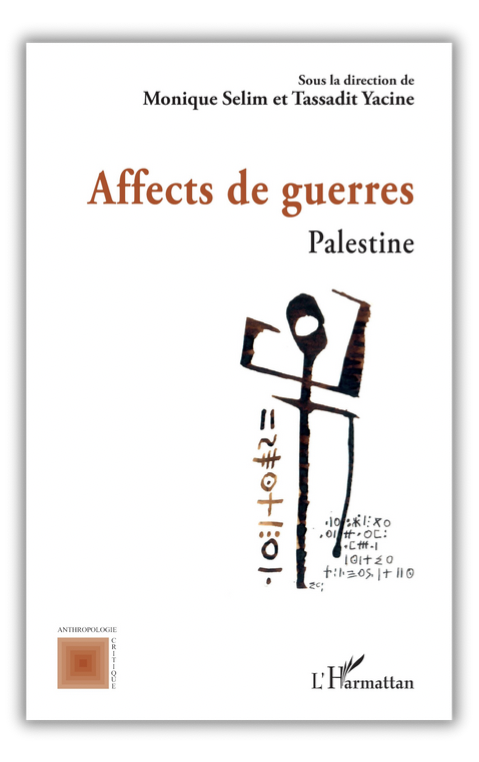 Sous la direction de
Monique Selim et Tassadit Yacine
Affects de guerres
Palestine
ANTHROPOLOGIE
CRITIQUE
L'Harmattan